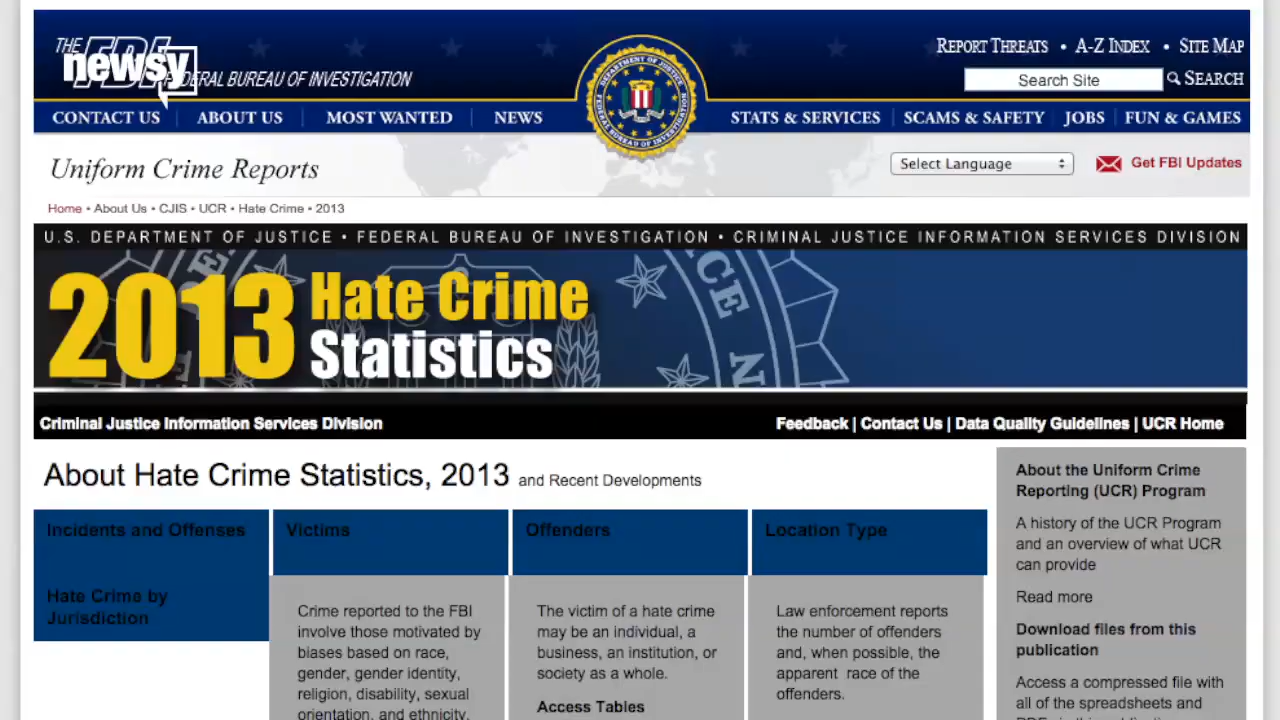 THE FBI
newsy
FEDERAL BUREAU OF INVESTIGATION
REPORT THREATS • A-Z INDEX • SITE MAP
Search Site SEARCH
CONTACT US ABOUT US MOST WANTED NEWS STATS & SERVICES SCAMS & SAFETY JOBS FUN & GAMES
DEPARTMENT OF JUSTICE
FEDERAL BUREAU OF INVESTIGATION
Uniform Crime Reports
Select Language Get FBI Updates
Home • About Us • CJIS • UCR • Hate Crime • 2013
U.S. DEPARTMENT OF JUSTICE • FEDERAL BUREAU OF INVESTIGATION • CRIMINAL JUSTICE INFORMATION SERVICES DIVISION
2013 Hate Crime
Statistics
Criminal Justice Information Services Division Feedback | Contact Us | Data Quality Guidelines | UCR Home
About Hate Crime Statistics, 2013 and Recent Developments
Incidents and Offenses
Hate Crime by
Jurisdiction
Victims
Crime reported to the FBI
involve those motivated by
biases based on race,
gender, gender identity,
religion, disability, sexual
orientation, and ethnicity.
Offenders
The victim of a hate crime
may be an individual, a
business, an institution, or
society as a whole.
Access Tables
Location Type
Law enforcement reports
the number of offenders
and, when possible, the
apparent race of the
offenders.
About the Uniform Crime
Reporting (UCR) Program
A history of the UCR Program
and an overview of what UCR
can provide
Read more
Download files from this
publication
Access a compressed file with
all of the spreadsheets and